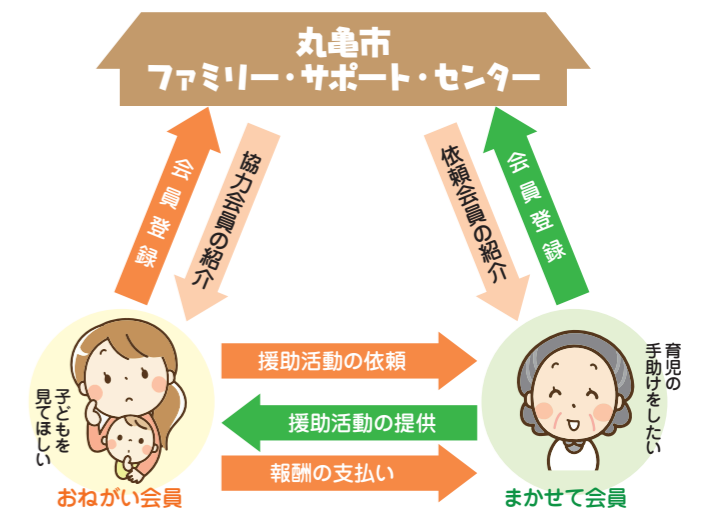 丸亀市
ファミリー・サポート・センター
会員登録
協力会員の紹介
依頼会員の紹介
会員登録
援助活動の依頼
援助活動の提供
報酬の支払い
子どもを
見てほしい
おねがい会員
育児の
手助けをしたい
まかせて会員